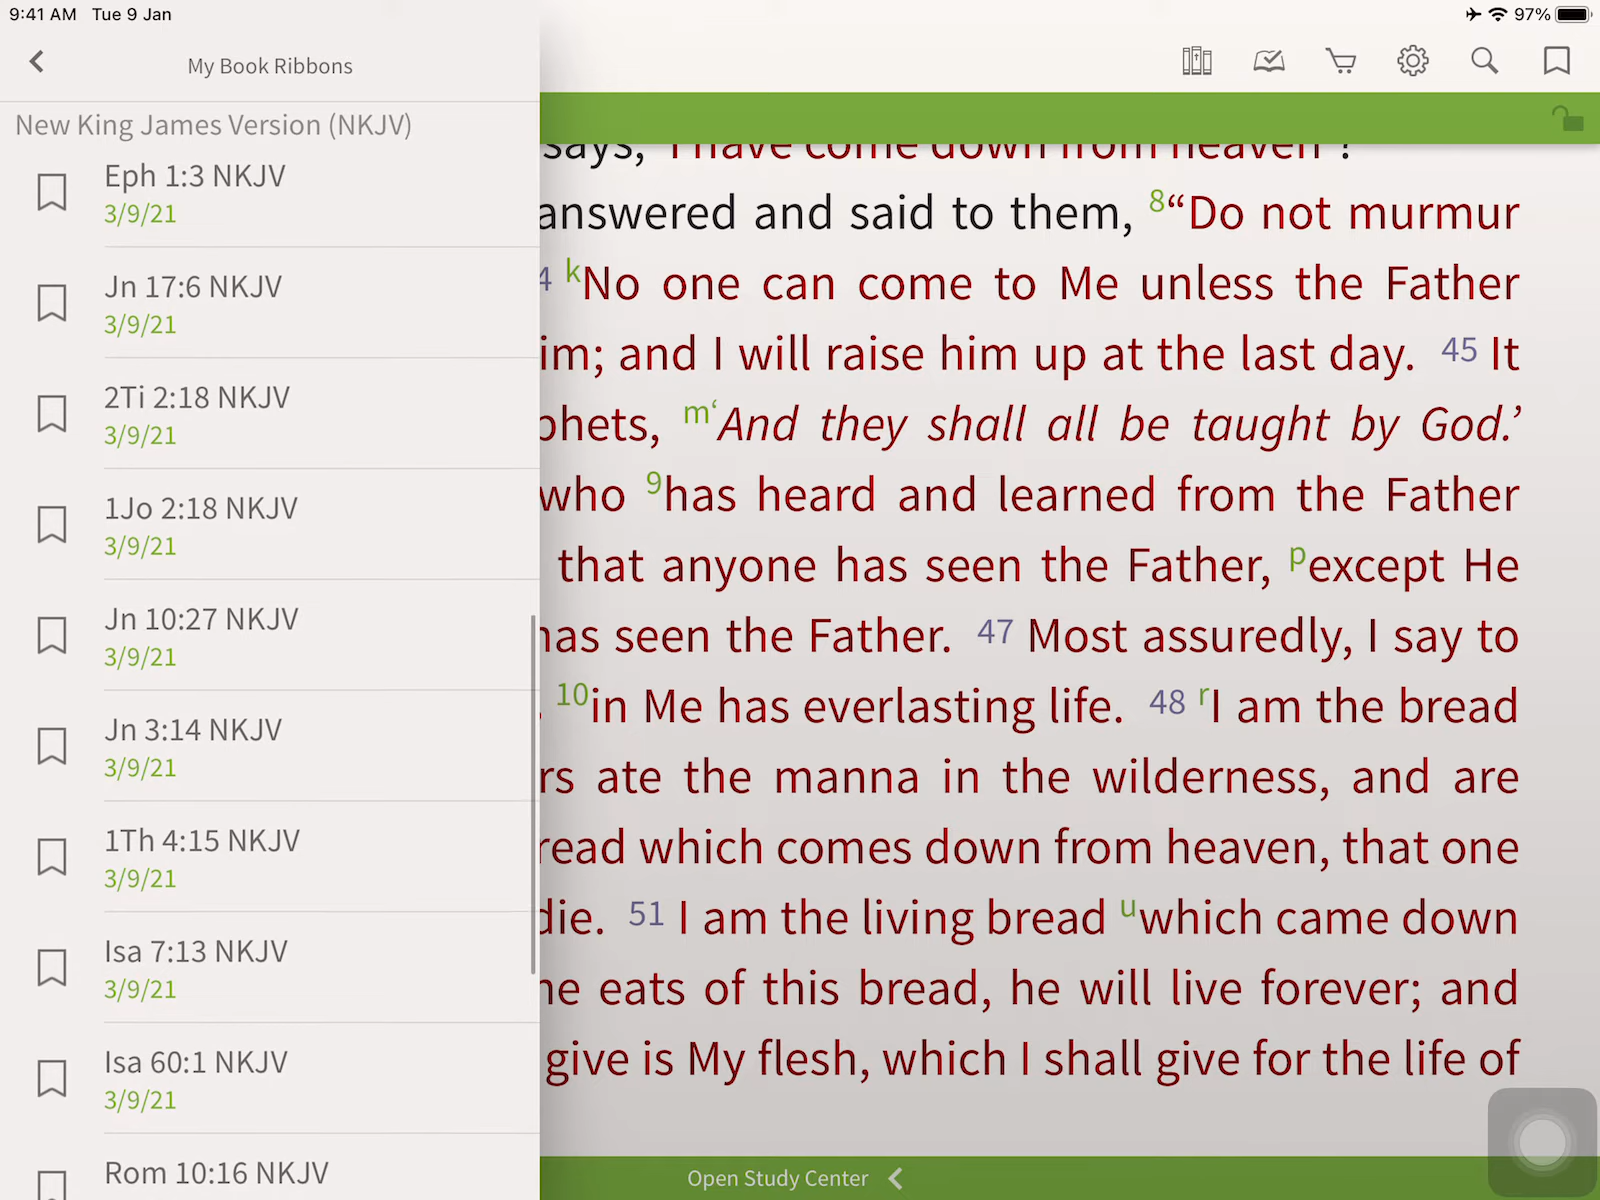 9:41 AM Tue 9 Jan
97%
My Book Ribbons
New King James Version (NKJV)
Eph 1:3 NKJV
3/9/21
Jn 17:6 NKJV
3/9/21
2Ti 2:18 NKJV
3/9/21
1Jo 2:18 NKJV
3/9/21
Jn 10:27 NKJV
3/9/21
Jn 3:14 NKJV
3/9/21
1Th 4:15 NKJV
3/9/21
Isa 7:13 NKJV
3/9/21
Isa 60:1 NKJV
3/9/21
Rom 10:16 NKJV
says, ‘I have come down from heaven’?”
answered and said to them, 8“Do not murmur
4 kNo one can come to Me unless the Father
im; and I will raise him up at the last day. 45 It
phets, m‘And they shall all be taught by God.’
who 9has heard and learned from the Father
that anyone has seen the Father, pexcept He
has seen the Father. 47 Most assuredly, I say to
10in Me has everlasting life. 48 rI am the bread
rs ate the manna in the wilderness, and are
read which comes down from heaven, that one
die. 51 I am the living bread uwhich came down
ne eats of this bread, he will live forever; and
give is My flesh, which I shall give for the life of
Open Study Center